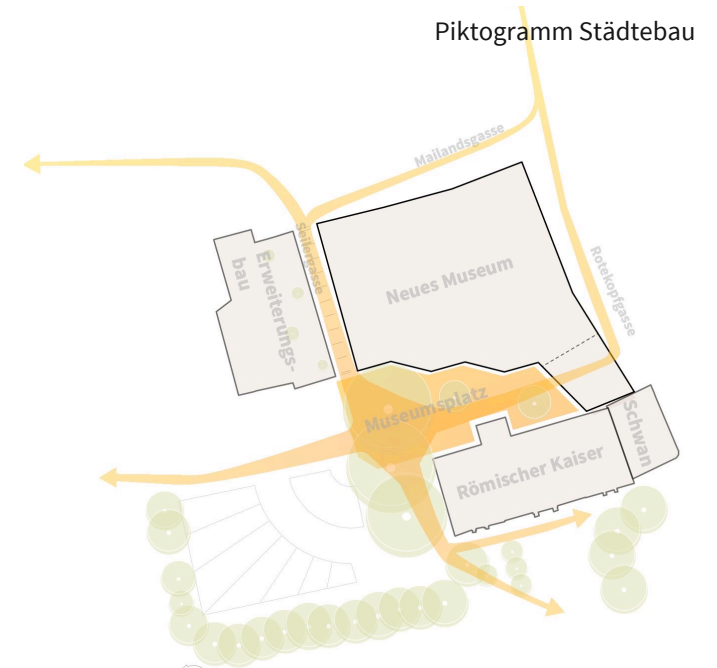 Piktogramm Städtebau
Mailandsgasse
Seilergasse
Erweiterungs-
bau
Neues Museum
Rotekopfgasse
Museumsplatz
Schwan
Römischer Kaiser